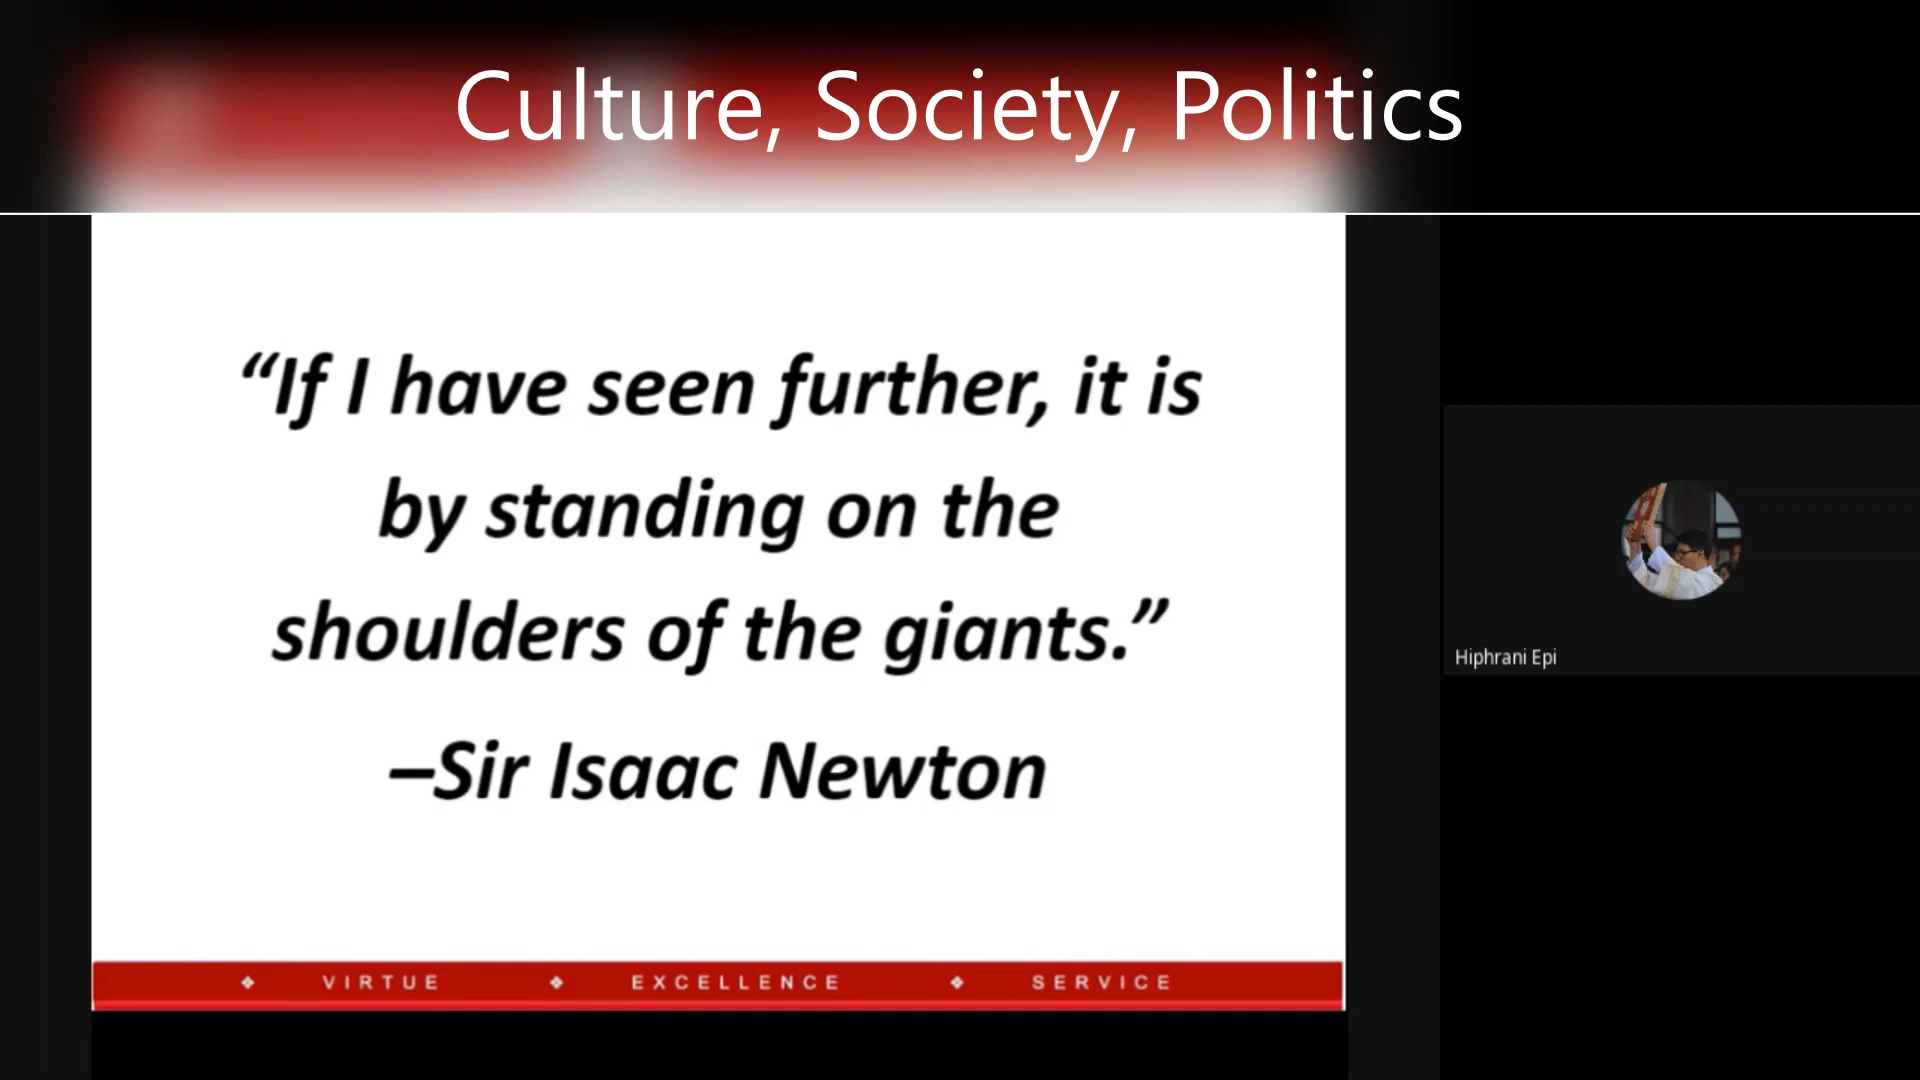 Culture, Society, Politics
“If I have seen further, it is
by standing on the
shoulders of the giants.”
–Sir Isaac Newton
❖ VIRTUE ❖ EXCELLENCE ❖ SERVICE
Hiphrani Epi